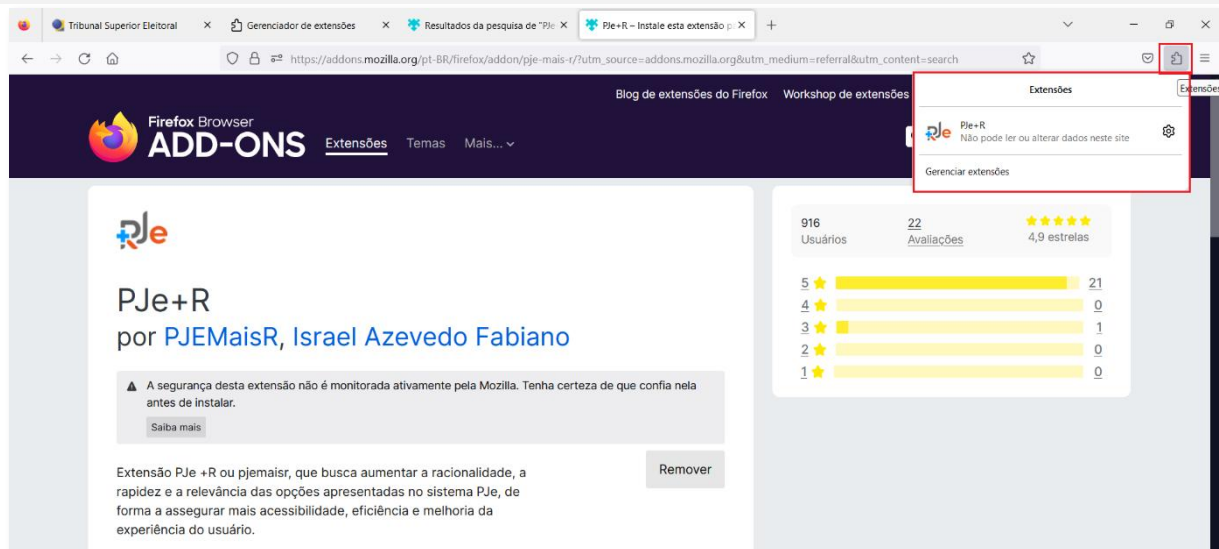 Tribunal Superior Eleitoral
Gerenciador de extensões
Resultados da pesquisa de "PJe
PJe+R – Instale esta extensão p
https://addons.mozilla.org/pt-BR/firefox/addon/pje-mais-r/?utm_source=addons.mozilla.org&utm_medium=referral&utm_content=search
Blog de extensões do Firefox Workshop de extensões
Extensões
Extensões
PJe+R
Não pode ler ou alterar dados neste site
Gerenciar extensões
Firefox Browser
ADD-ONS
Extensões Temas Mais...
PJe
PJe+R
por PJEMaisR, Israel Azevedo Fabiano
A segurança desta extensão não é monitorada ativamente pela Mozilla. Tenha certeza de que confia nela
antes de instalar.
Saiba mais
Extensão PJe +R ou pjemaisr, que busca aumentar a racionalidade, a
rapidez e a relevância das opções apresentadas no sistema PJe, de
forma a assegurar mais acessibilidade, eficiência e melhoria da
experiência do usuário.
Remover
916 22
Usuários Avaliações 4,9 estrelas
5 21
4 0
3 1
2 0
1 0